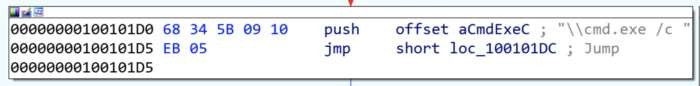 00000000100101D0 68 34 5B 09 10 push offset aCmdExeC ; "\\cmd.exe /c "
00000000100101D5 EB 05 jmp short loc_100101DC ; Jump
00000000100101D5